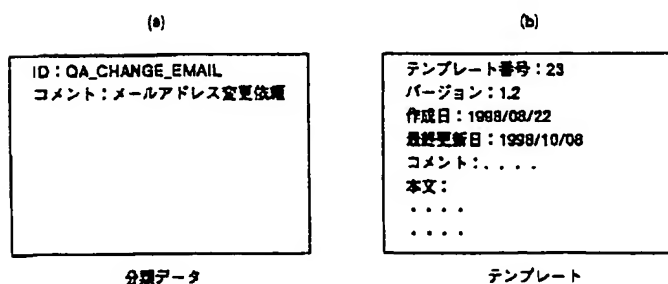 (a)
ID：QA_CHANGE_EMAIL
コメント：メールアドレス変更依頼
分類データ
(b)
テンプレート番号：23
バージョン：1.2
作成日：1998/08/22
最終更新日：1998/10/08
コメント：．．．．
本文：
・・・・
・・・・
テンプレート